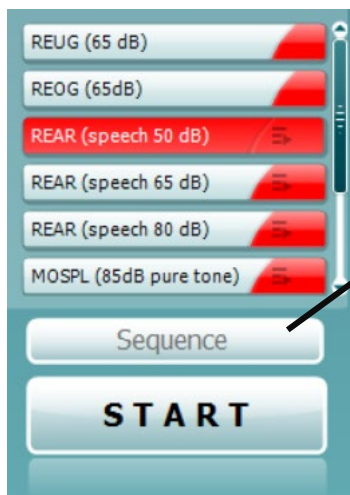 REUG (65 dB)
REOG (65dB)
REAR (speech 50 dB)
REAR (speech 65 dB)
REAR (speech 80 dB)
MOSPL (85dB pure tone)
Sequence
START